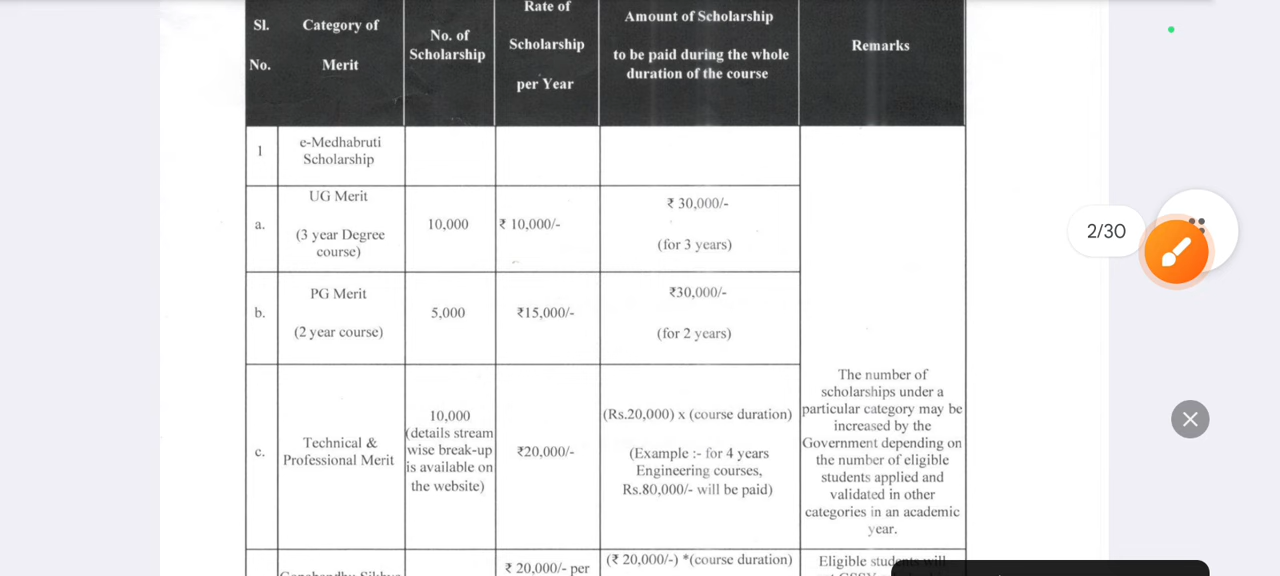 Sl.
No.
Category of
Merit
No. of
Scholarship
Rate of
Scholarship
per Year
Amount of Scholarship
to be paid during the whole
duration of the course
Remarks
1
e-Medhabruti
Scholarship
a.
UG Merit
(3 year Degree
course)
10,000
₹ 10,000/-
₹ 30,000/-
(for 3 years)
b.
PG Merit
(2 year course)
5,000
₹15,000/-
₹30,000/-
(for 2 years)
c.
Technical &
Professional Merit
10,000
(details stream
wise break-up
is available on
the website)
₹20,000/-
(Rs.20,000) x (course duration)
(Example :- for 4 years
Engineering courses,
Rs.80,000/- will be paid)
The number of
scholarships under a
particular category may be
increased by the
Government depending on
the number of eligible
students applied and
validated in other
categories in an academic
year.
₹ 20,000/- per
(₹ 20,000/-) *(course duration)
Eligible students will
2/30